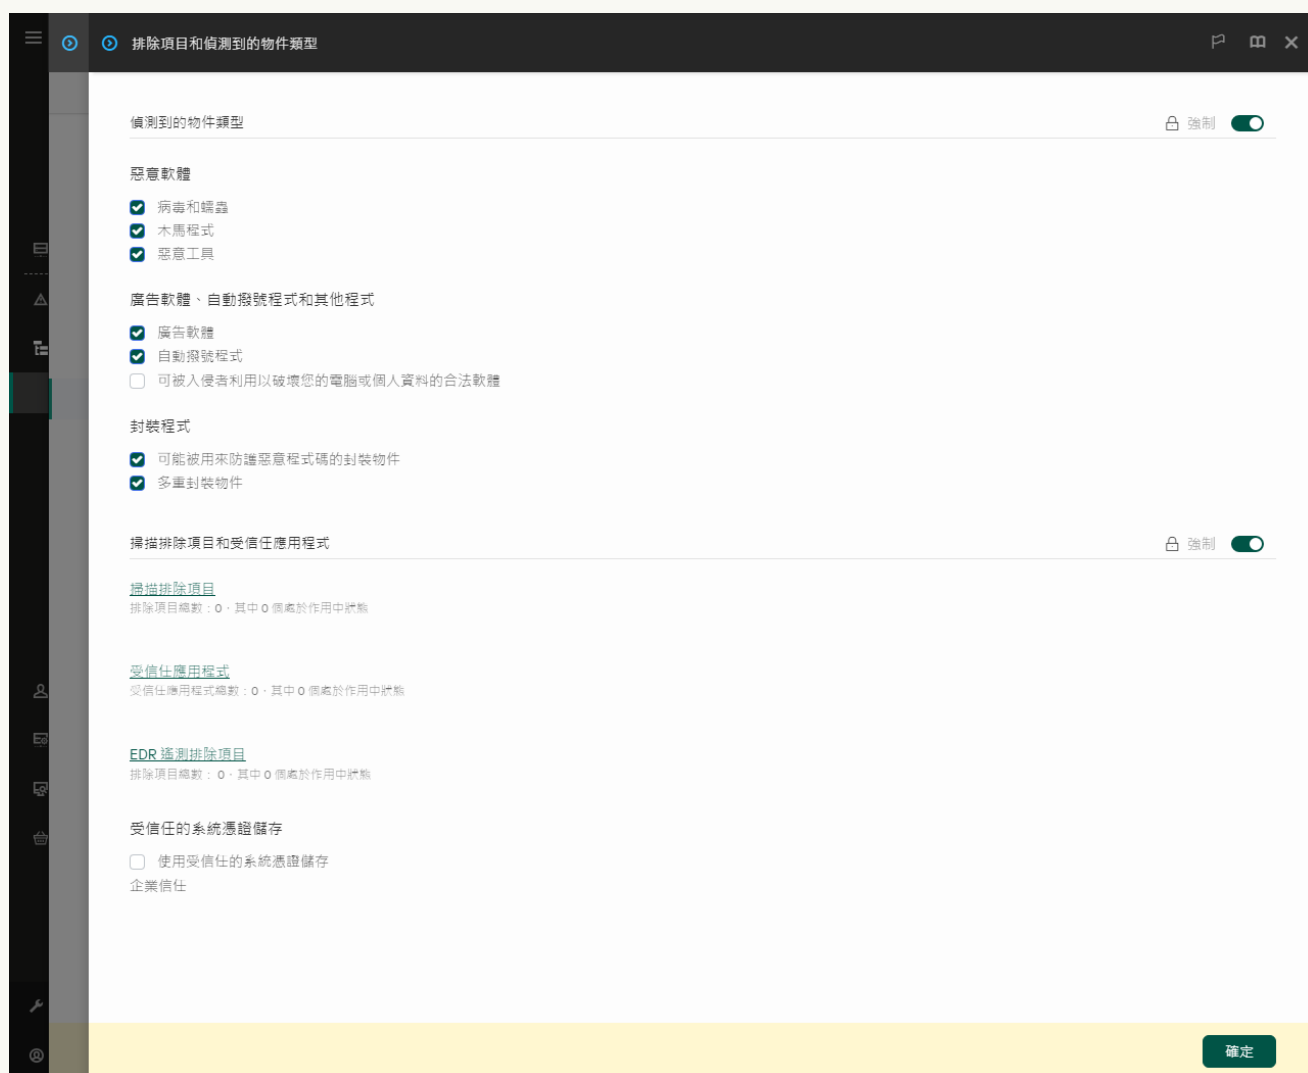 排除項目和偵測到的物件類型
偵測到的物件類型
強制
惡意軟體
病毒和蠕蟲
木馬程式
惡意工具
廣告軟體、自動撥號程式和其他程式
廣告軟體
自動撥號程式
可被入侵者利用以破壞您的電腦或個人資料的合法軟體
封裝程式
可能被用來防護惡意程式碼的封裝物件
多重封裝物件
掃描排除項目和受信任應用程式
強制
掃描排除項目
排除項目總數：0，其中 0 個處於作用中狀態
受信任應用程式
受信任應用程式總數：0，其中 0 個處於作用中狀態
EDR 遙測排除項目
排除項目總數： 0，其中 0 個處於作用中狀態
受信任的系統憑證儲存
使用受信任的系統憑證儲存
企業信任
確定